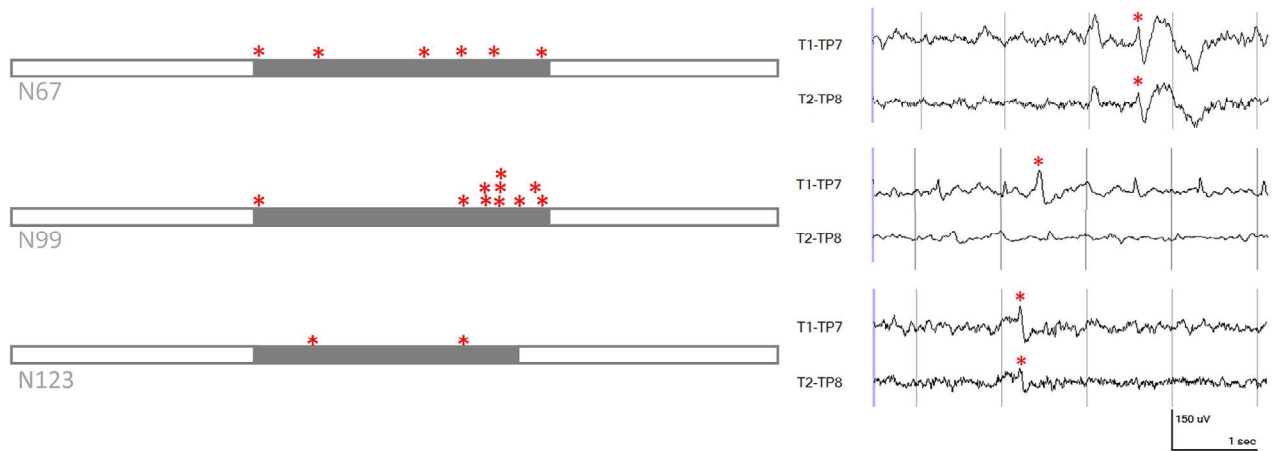 N67
N99
N123
T1-TP7
*
T2-TP8
*
T1-TP7
*
T2-TP8
T1-TP7
*
T2-TP8
*
150 uV
1 sec